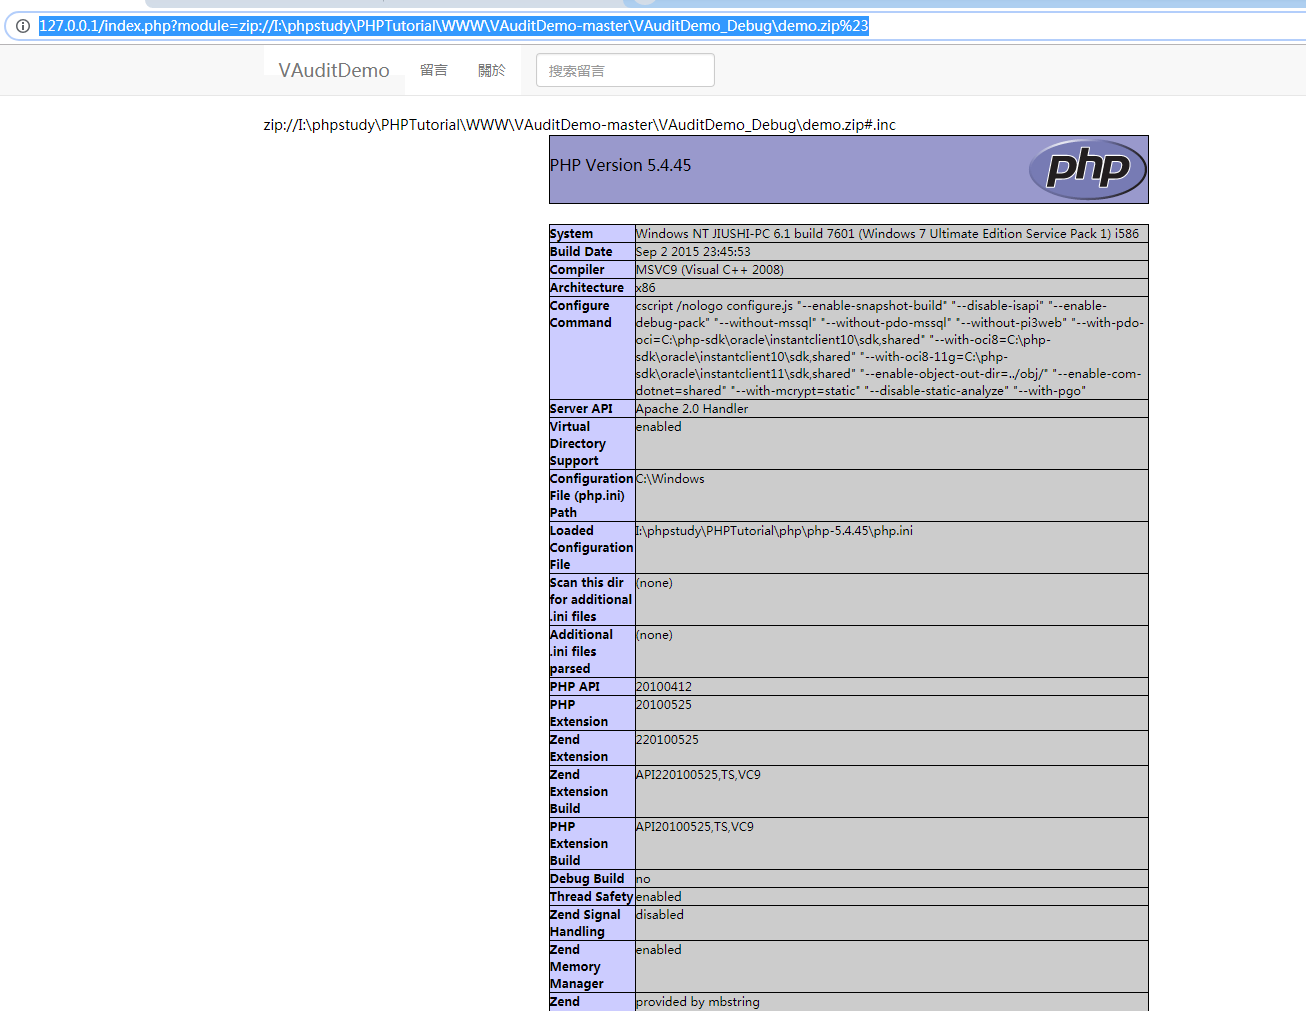 127.0.0.1/index.php?module=zip://I:\phpstudy\PHPTutorial\WWW\VAuditDemo-master\VAuditDemo_Debug\demo.zip%23
VAuditDemo 留言 關於 搜索留言
zip://I:\phpstudy\PHPTutorial\WWW\VAuditDemo-master\VAuditDemo_Debug\demo.zip#.inc
PHP Version 5.4.45
php
System Windows NT JIUSHI-PC 6.1 build 7601 (Windows 7 Ultimate Edition Service Pack 1) i586
Build Date Sep 2 2015 23:45:53
Compiler MSVC9 (Visual C++ 2008)
Architecture x86
Configure cscript /nologo configure.js "--enable-snapshot-build" "--disable-isapi" "--enable-
Command debug-pack" "--without-mssql" "--without-pdo-mssql" "--without-pi3web" "--with-pdo-
oci=C:\php-sdk\oracle\instantclient10\sdk,shared" "--with-oci8=C:\php-
sdk\oracle\instantclient10\sdk,shared" "--with-oci8-11g=C:\php-
sdk\oracle\instantclient11\sdk,shared" "--enable-object-out-dir=../obj/" "--enable-com-
dotnet=shared" "--with-mcrypt=static" "--disable-static-analyze" "--with-pgo"
Server API Apache 2.0 Handler
Virtual enabled
Directory
Support
Configuration C:\Windows
File (php.ini)
Path
Loaded I:\phpstudy\PHPTutorial\php\php-5.4.45\php.ini
Configuration
File
Scan this dir (none)
for additional
.ini files
Additional (none)
.ini files
parsed
PHP API 20100412
PHP 20100525
Extension
Zend 220100525
Extension
Zend API220100525,TS,VC9
Extension
Build
PHP API20100525,TS,VC9
Extension
Build
Debug Build no
Thread Safety enabled
Zend Signal disabled
Handling
Zend enabled
Memory
Manager
Zend provided by mbstring